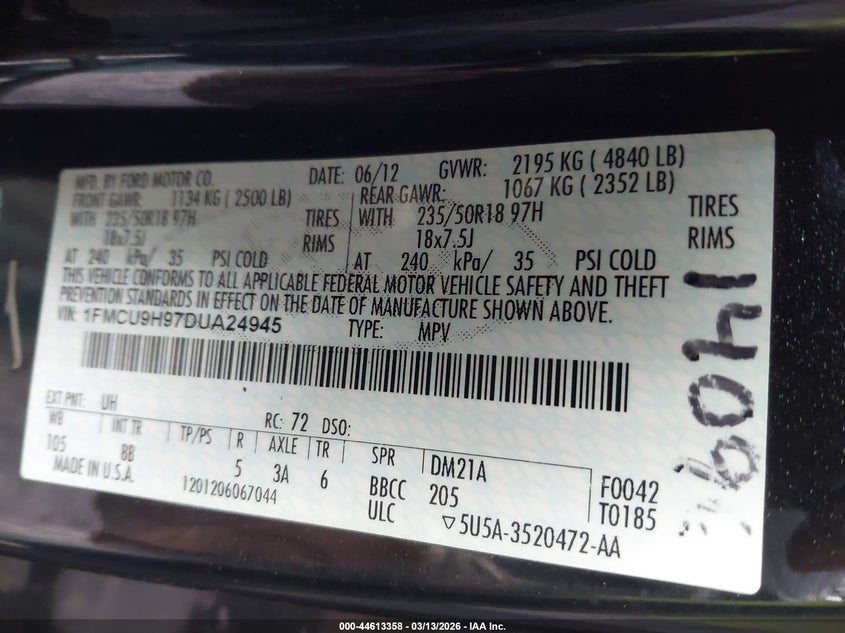 MFD. BY FORD MOTOR CO.
DATE: 06/12
GVWR: 2195 KG ( 4840 LB)
FRONT GAWR: 1134 KG ( 2500 LB)
REAR GAWR: 1067 KG ( 2352 LB)
WITH 235/50R18 97H TIRES
WITH 235/50R18 97H TIRES
18x7.5J RIMS
18x7.5J RIMS
AT 240 kPa/ 35 PSI COLD
AT 240 kPa/ 35 PSI COLD
THIS VEHICLE CONFORMS TO ALL APPLICABLE FEDERAL MOTOR VEHICLE SAFETY AND THEFT
PREVENTION STANDARDS IN EFFECT ON THE DATE OF MANUFACTURE SHOWN ABOVE.
VIN: 1FMCU9H97DUA24945
TYPE: MPV
EXT PNT: UH
RC: 72 DSO:
WB INT TR TP/PS R AXLE TR SPR
105 8B 5 3A 6 BBCC
DM21A
205
MADE IN U.S.A.
1201206067044
ULC
▽5U5A-3520472-AA
F0042
T0185
1409
000-44613358 - 03/13/2026 - IAA Inc.